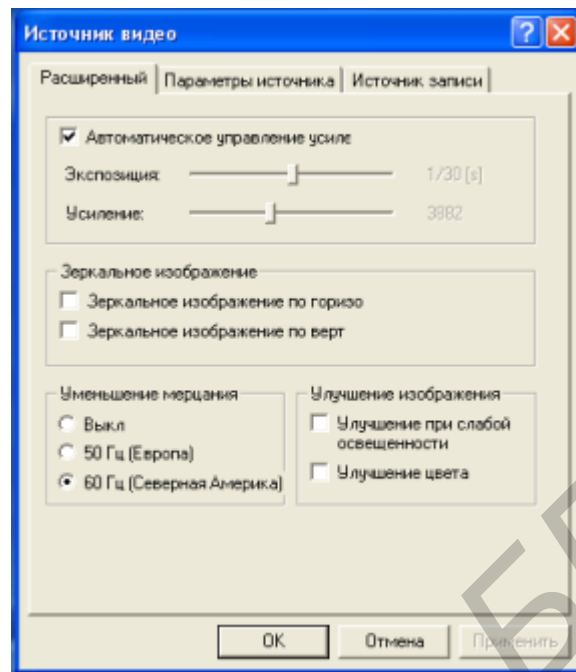 Источник видео
Расширенный Параметры источника Источник записи
Автоматическое управление усиле
Экспозиция: 1/30 [s]
Усиление: 3882
Зеркальное изображение
Зеркальное изображение по горизо
Зеркальное изображение по верт
Уменьшение мерцания
Выкл
50 Гц (Европа)
60 Гц (Северная Америка)
Улучшение изображения
Улучшение при слабой
освещенности
Улучшение цвета
OK Отмена Применить